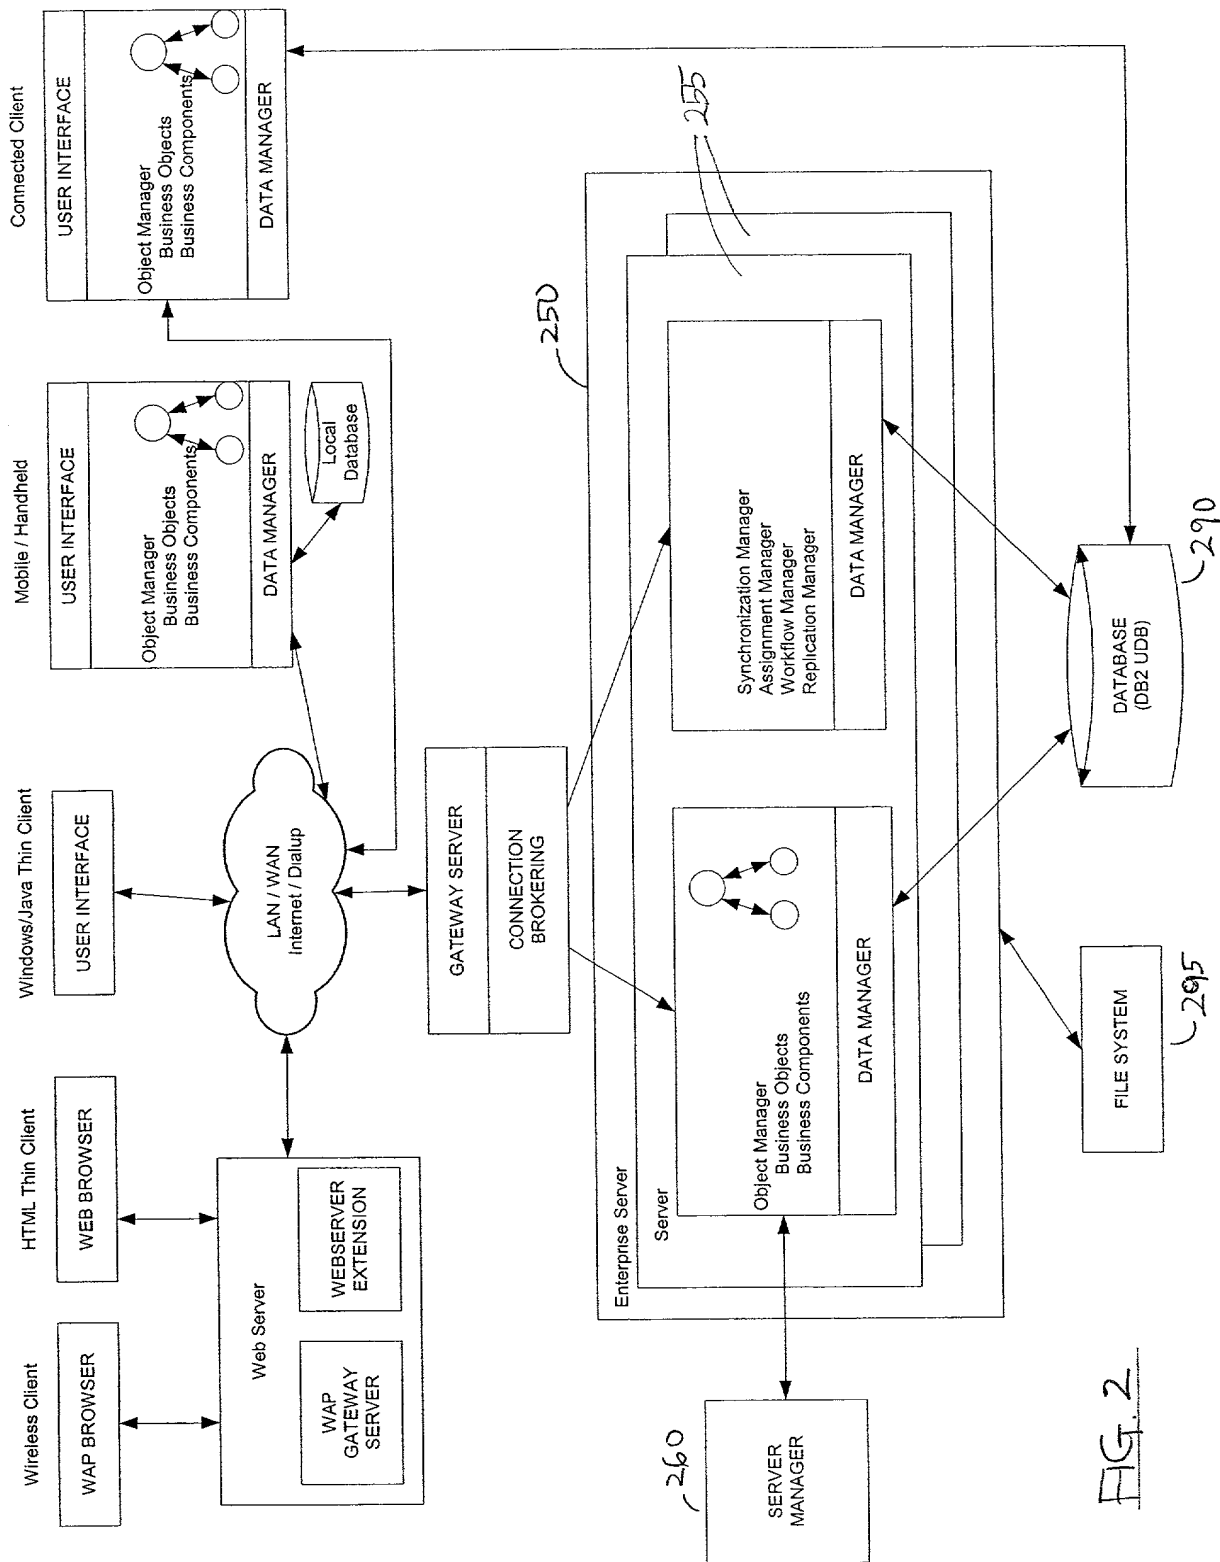 Wireless Client
HTML Thin Client
Windows/Java Thin Client
Mobile / Handheld
Connected Client
WAP BROWSER
WEB BROWSER
USER INTERFACE
USER INTERFACE
Object Manager
Business Objects
Business Components
DATA MANAGER
Local
Database
USER INTERFACE
Object Manager
Business Objects
Business Components
DATA MANAGER
Web Server
WAP
GATEWAY
SERVER
WEBSERVER
EXTENSION
LAN / WAN
Internet / Dialup
GATEWAY SERVER
CONNECTION
BROKERING
250
255
Enterprise Server
Server
Object Manager
Business Objects
Business Components
DATA MANAGER
Synchronization Manager
Assignment Manager
Workflow Manager
Replication Manager
DATA MANAGER
260
SERVER
MANAGER
FILE SYSTEM
295
DATABASE
(DB2 UDB)
290
FIG. 2